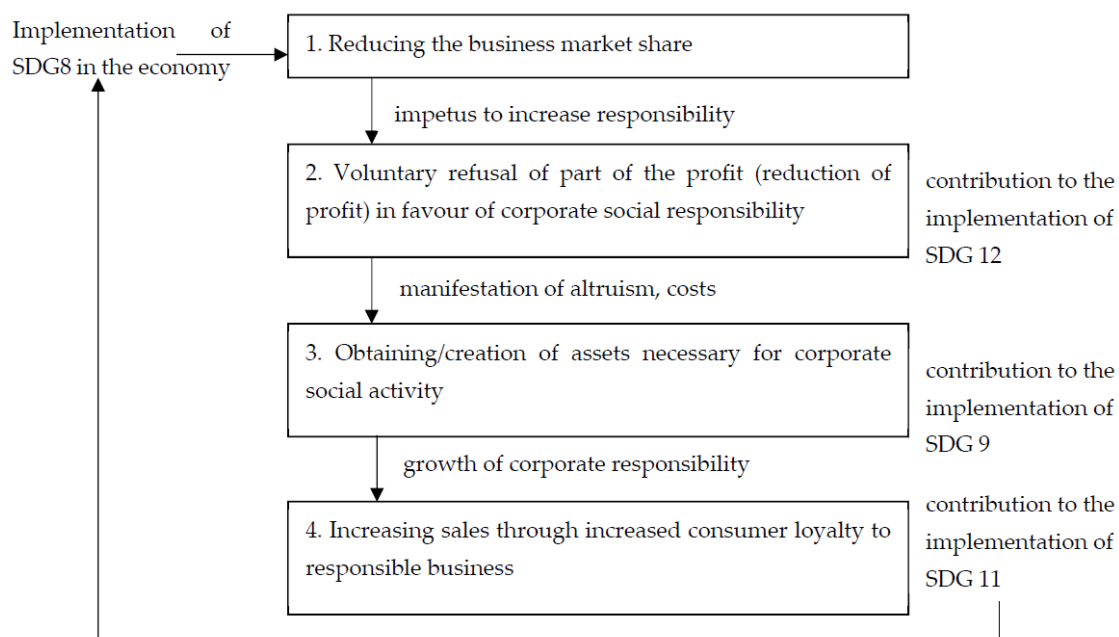 Implementation of
SDG8 in the economy
1. Reducing the business market share
impetus to increase responsibility
2. Voluntary refusal of part of the profit (reduction of
profit) in favour of corporate social responsibility
contribution to the
implementation of
SDG 12
manifestation of altruism, costs
3. Obtaining/creation of assets necessary for corporate
social activity
contribution to the
implementation of
SDG 9
growth of corporate responsibility
4. Increasing sales through increased consumer loyalty to
responsible business
contribution to the
implementation of
SDG 11